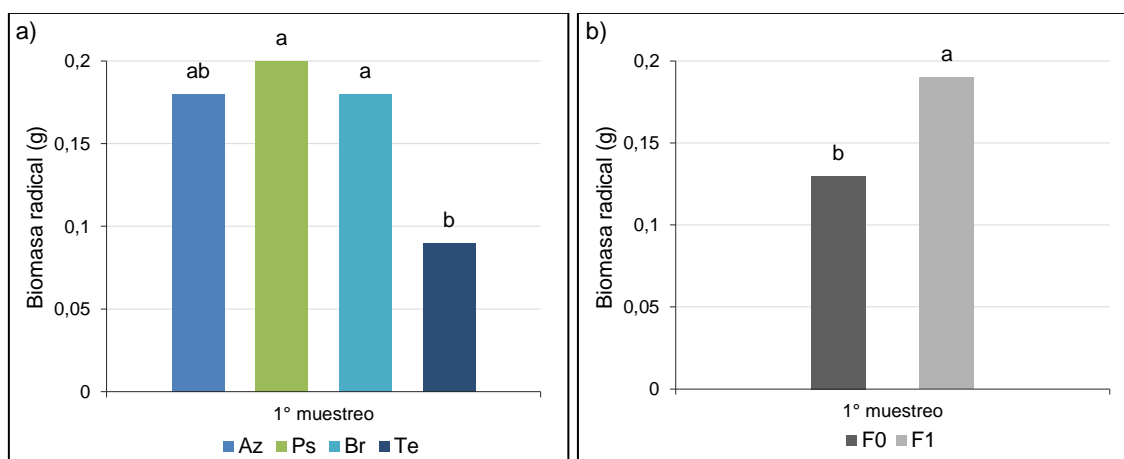 a)
Biomasa radical (g)
0,2
0,15
0,1
0,05
0
ab
a
a
b
1° muestreo
Az Ps Br Te
b)
Biomasa radical (g)
0,2
0,15
0,1
0,05
0
b
a
1° muestreo
F0 F1